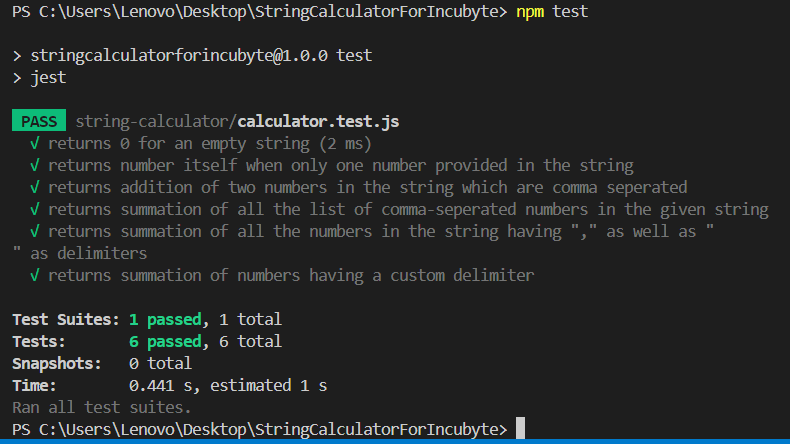 PS C:\Users\Lenovo\Desktop\StringCalculatorForIncubyte> npm test
> stringcalculatorforincubyte@1.0.0 test
> jest
PASS string-calculator/calculator.test.js
√ returns 0 for an empty string (2 ms)
√ returns number itself when only one number provided in the string
√ returns addition of two numbers in the string which are comma seperated
√ returns summation of all the list of comma-seperated numbers in the given string
√ returns summation of all the numbers in the string having "," as well as "
" as delimiters
√ returns summation of numbers having a custom delimiter
Test Suites: 1 passed, 1 total
Tests: 6 passed, 6 total
Snapshots: 0 total
Time: 0.441 s, estimated 1 s
Ran all test suites.
PS C:\Users\Lenovo\Desktop\StringCalculatorForIncubyte>